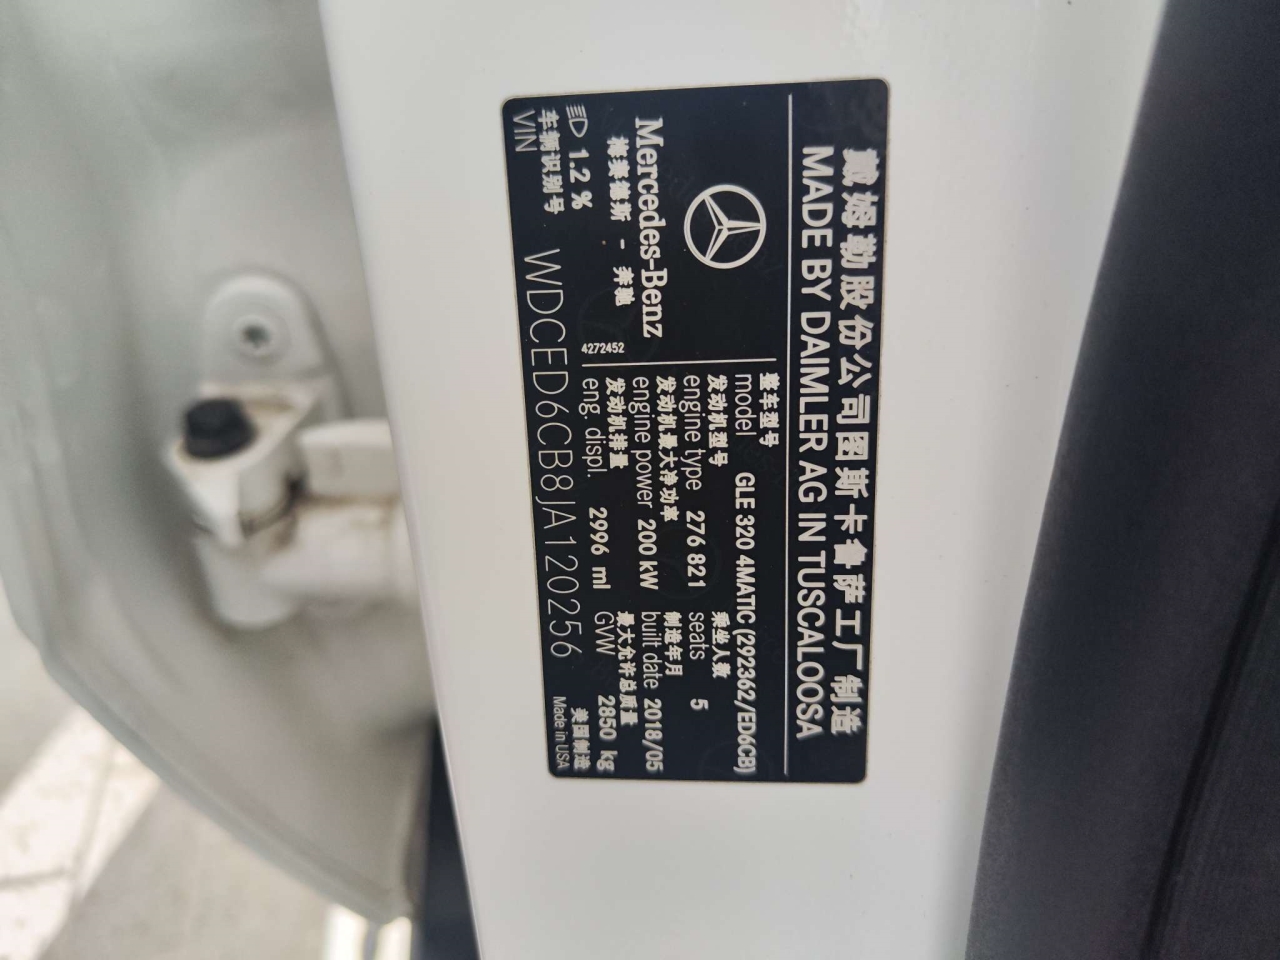 戴姆勒股份公司图斯卡鲁萨工厂制造
MADE BY DAIMLER AG IN TUSCALOOSA
Mercedes-Benz
梅赛德斯 - 奔驰
4272452
整车型号
model GLE 320 4MATIC (292362/ED6CB)
发动机型号 乘坐人数
engine type 276 821 seats 5
发动机最大净功率 制造年月
engine power 200 kW built date 2018/05
发动机排量 最大允许总质量
eng. displ. 2996 ml GVW 2850 kg
1.2 %
车辆识别号
VIN WDCED6CB8JA120256
美国制造
Made in USA